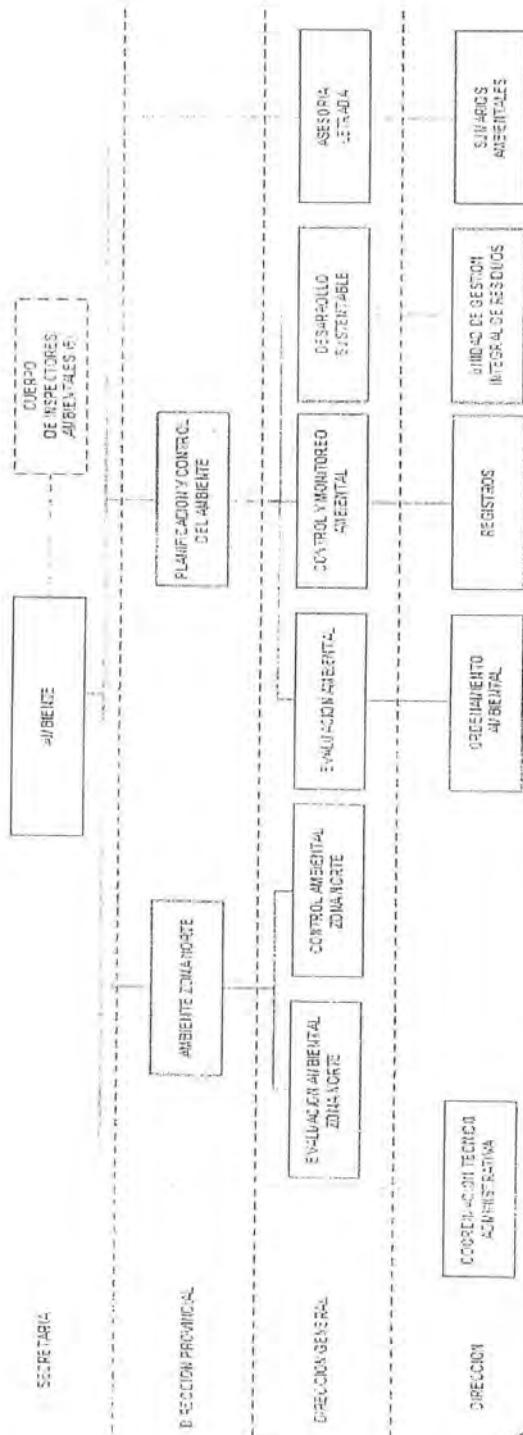 SECRETARIA
AMBIENTE
CUERPO
DE INSPECTORES
AMBIENTALES (6)
DIRECCION PROVINCIAL
AMBIENTE ZONA NORTE
PLANIFICACION Y CONTROL
DEL AMBIENTE
DIRECCION GENERAL
EVALUACION AMBIENTAL
ZONA NORTE
CONTROL AMBIENTAL
ZONA NORTE
EVALUACION AMBIENTAL
CONTROL Y MONITOREO
AMBIENTAL
DESARROLLO
SUSTENTABLE
ASESORIA
LETRADA
DIRECCION
COORDINACION TECNICO
ADMINISTRATIVA
ORDENAMIENTO
AMBIENTAL
REGISTROS
UNIDAD DE GESTION
INTEGRAL DE RESIDUOS
SUMARIOS
AMBIENTALES